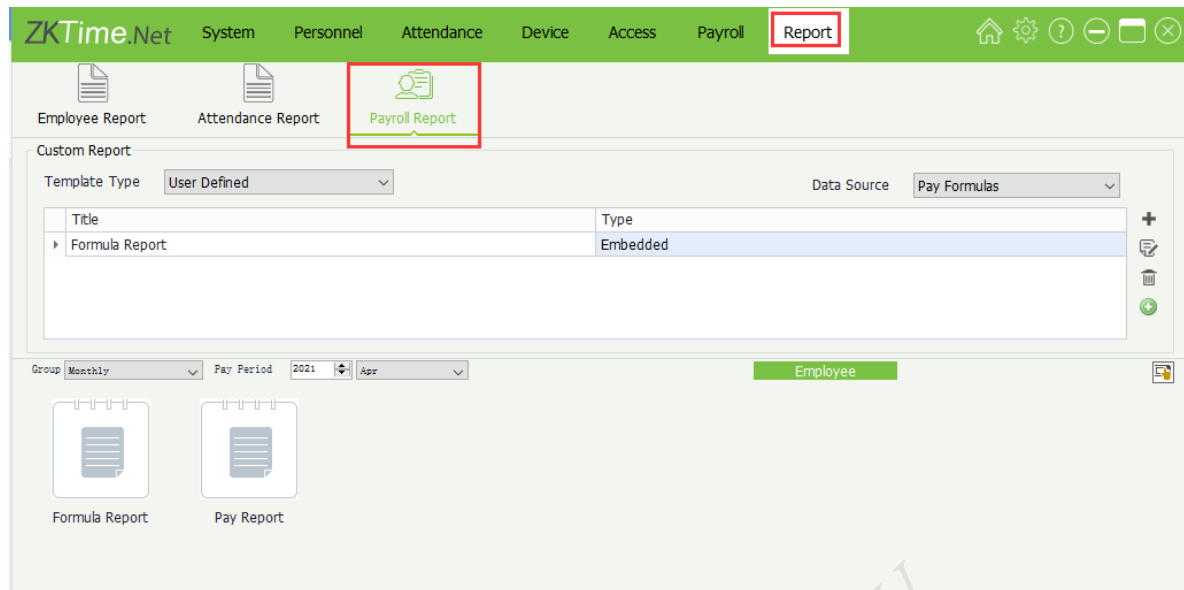 ZKTime.Net System Personnel Attendance Device Access Payroll Report
Employee Report Attendance Report Payroll Report
Custom Report
Template Type User Defined Data Source Pay Formulas
Title Type
Formula Report Embedded
Group Monthly Pay Period 2021 Apr Employee
Formula Report Pay Report